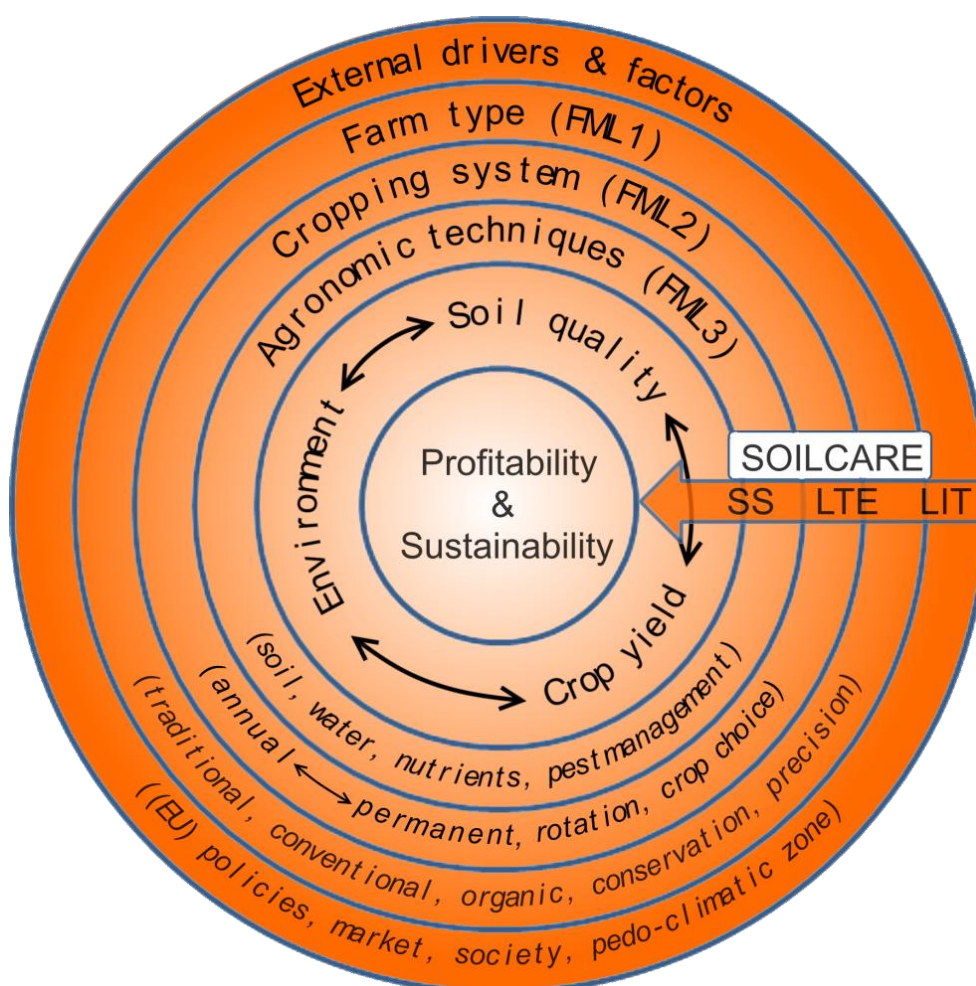 External drivers & factors
Farm type (FML1)
Cropping system (FML2)
Agronomic techniques (FML3)
Soil quality
Environment
Profitability
&
Sustainability
SOILCARE
SS LTE LIT
Crop yield
(soil, water, nutrients, pestmanagement)
(annual permanent, rotation, crop choice)
(traditional, conventional, organic, conservation, precision)
((EU) policies, market, society, pedo-climatic zone)